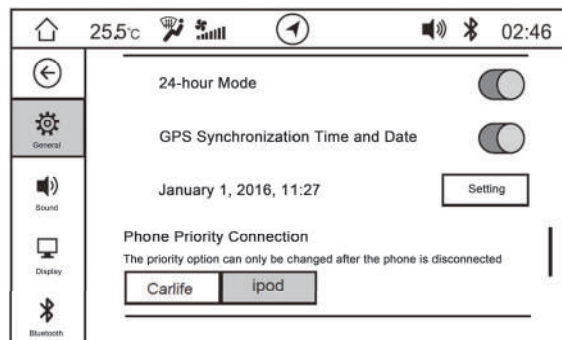 25.5°C 02:46
24-hour Mode
General
GPS Synchronization Time and Date
January 1, 2016, 11:27 Setting
Sound
Phone Priority Connection
The priority option can only be changed after the phone is disconnected
Display
Carlife ipod
Bluetooth